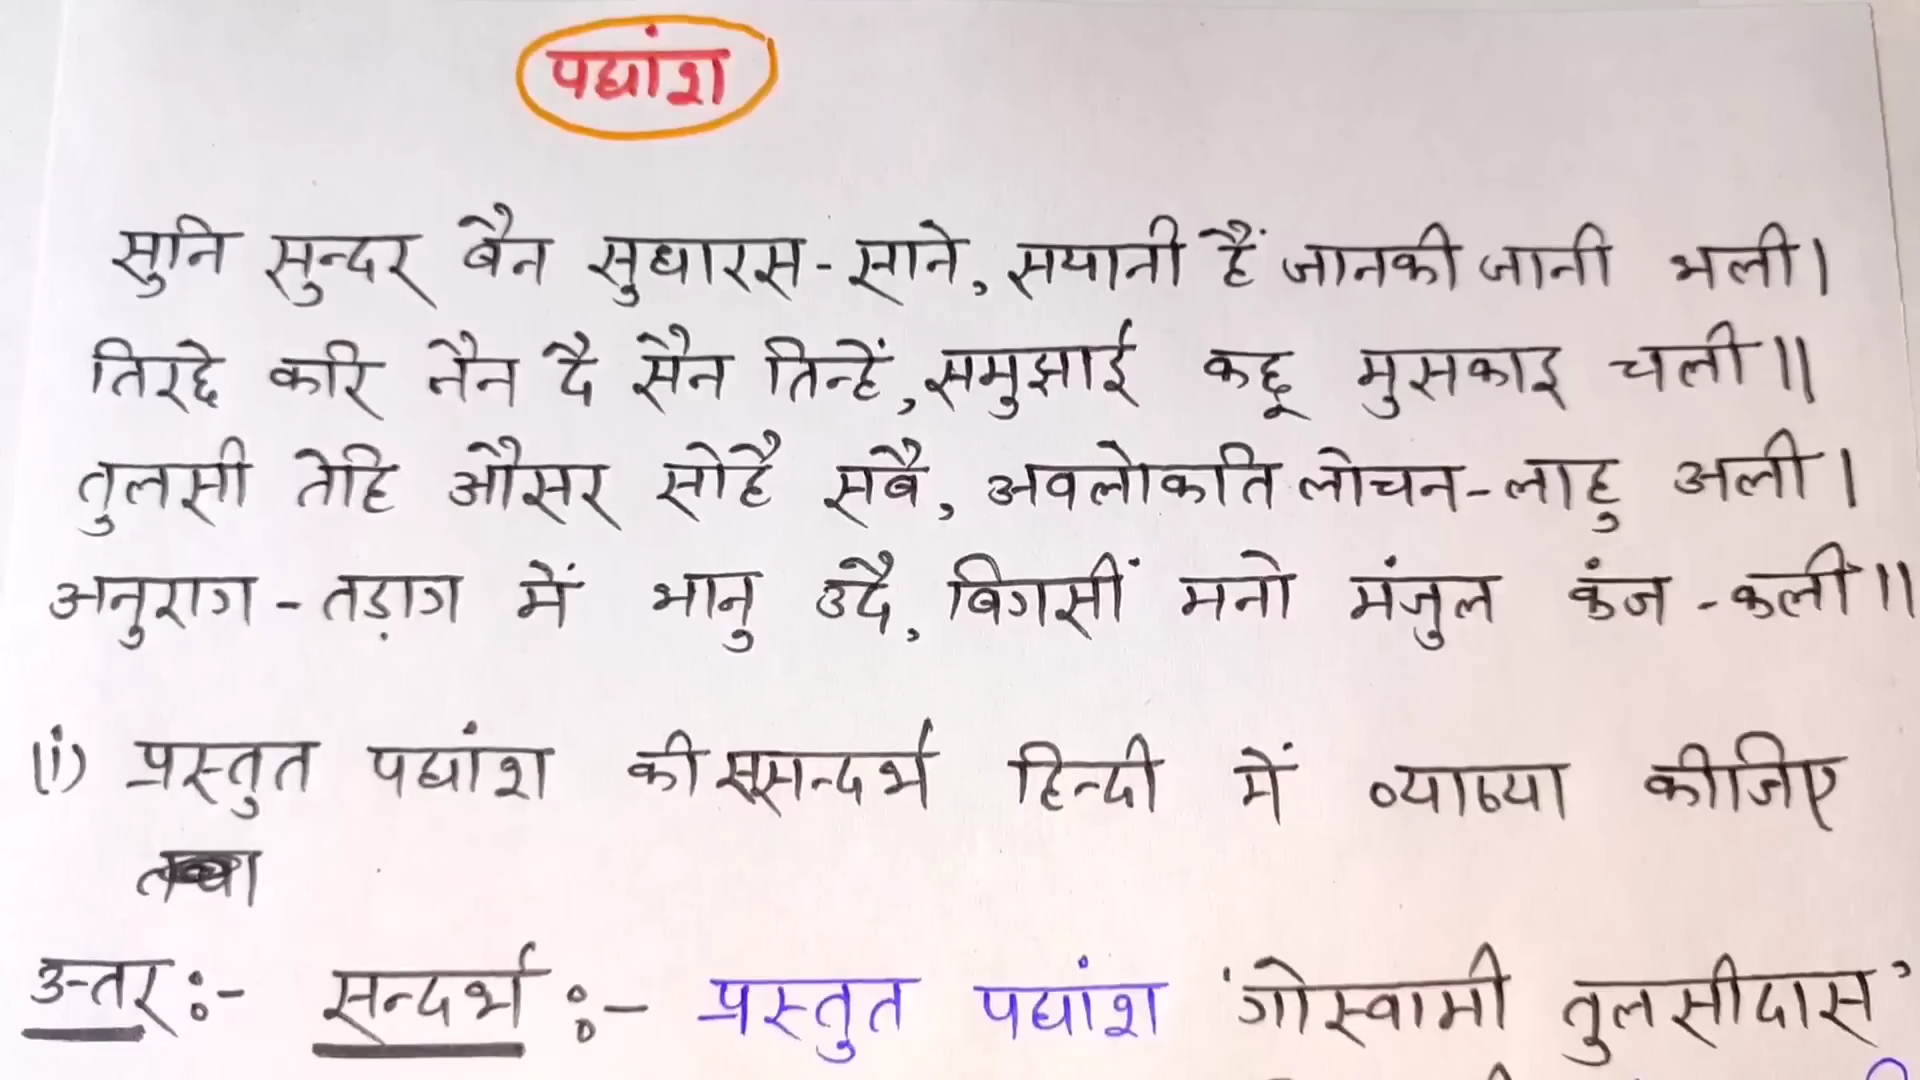 पद्यांश
सुनि सुन्दर बैन सुधारस-साने, सयानी हैं जानकी जानी भली।
तिरछे करि नैन दै सैन तिन्हें, समुझाई कछू मुसकाइ चली॥
तुलसी तेहि औसर सोहै सबै, अवलोकति लोचन-लाहु अली।
अनुराग-तड़ाग में भानु उदै, बिगसीं मनो मंजुल कंज-कली॥
(i) प्रस्तुत पद्यांश की ससन्दर्भ हिन्दी में व्याख्या कीजिए
उत्तर:- सन्दर्भ:- प्रस्तुत पद्यांश 'गोस्वामी तुलसीदास'